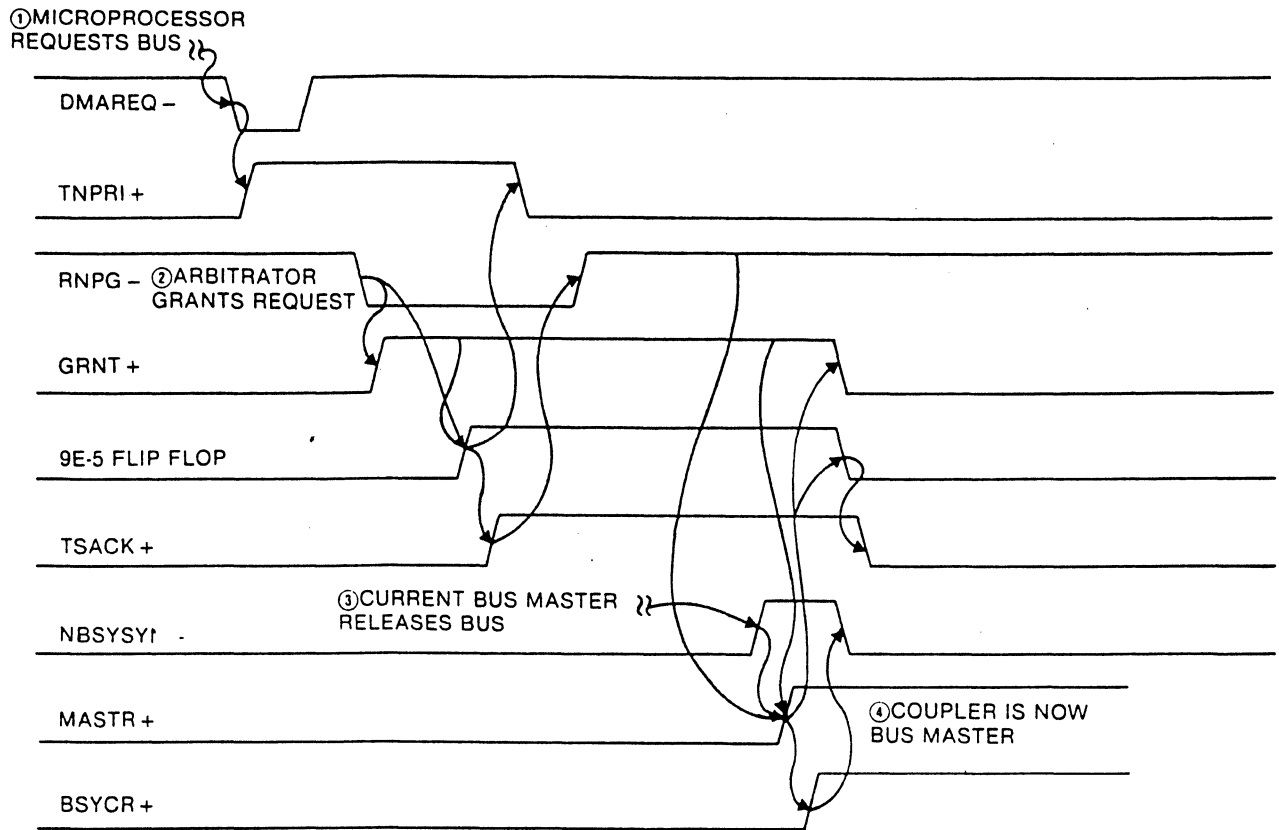 ①MICROPROCESSOR
REQUESTS BUS
DMAREQ –
TNPRI +
RNPG – ②ARBITRATOR
GRANTS REQUEST
GRNT +
9E-5 FLIP FLOP
TSACK +
③CURRENT BUS MASTER
RELEASES BUS
MASTR +
④COUPLER IS NOW
BUS MASTER
BSYCR +